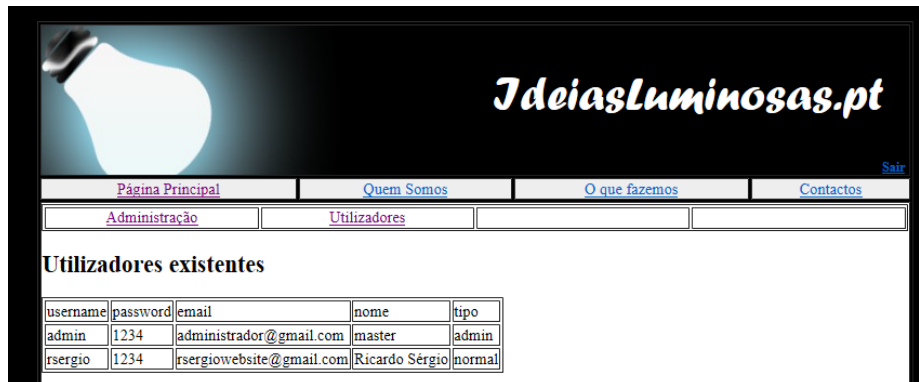 IdeiasLuminosas.pt
Sair
Página Principal Quem Somos O que fazemos Contactos
Administração Utilizadores
Utilizadores existentes
username password email nome tipo
admin 1234 administrador@gmail.com master admin
rsergio 1234 rsergiowebsite@gmail.com Ricardo Sérgio normal